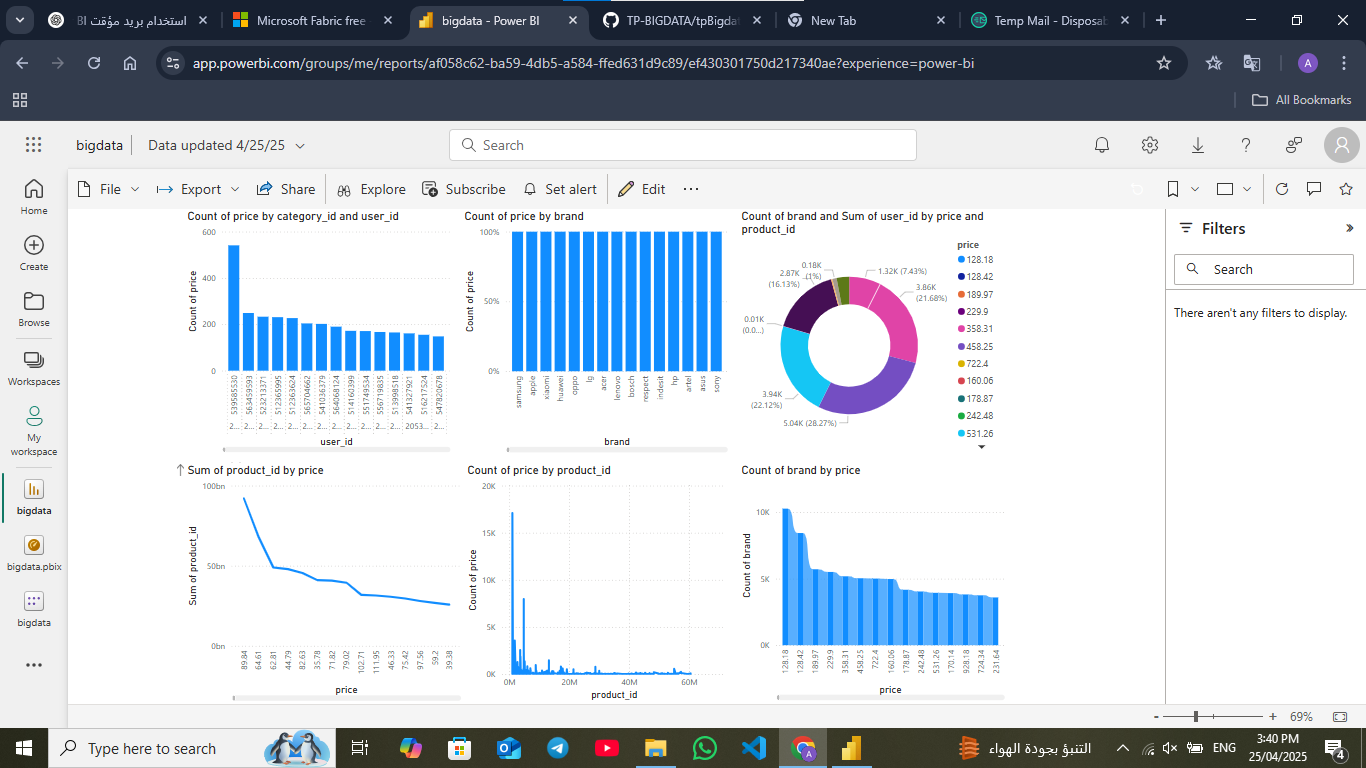 استخدام بريد مؤقت BI
Microsoft Fabric free
bigdata - Power BI
TP-BIGDATA/tpBigdat
New Tab
Temp Mail - Disposab
app.powerbi.com/groups/me/reports/af058c62-ba59-4db5-a584-ffed631d9c89/ef430301750d217340ae?experience=power-bi
A
All Bookmarks
bigdata
Data updated 4/25/25
Search
File
Export
Share
Explore
Subscribe
Set alert
Edit
Home
Create
Browse
Workspaces
My
workspace
bigdata
bigdata.pbix
bigdata
Count of price by category_id and user_id
Count of price
600
400
200
0
539585530
563459593
522321371
512365995
512362624
565704662
541036379
564068124
514160399
551749534
556719835
513998518
541327921
516217524
547820678
2...
2...
2...
2...
2...
2...
2...
2...
2...
2...
2...
2...
2053...
2...
user_id
Count of price by brand
Count of price
100%
50%
0%
samsung
apple
xiaomi
huawei
oppo
lg
acer
lenovo
bosch
respect
indesit
hp
artel
asus
sony
brand
Count of brand and Sum of user_id by price and
product_id
0.18K
(1%)
1.32K (7.43%)
2.87K
(16.13%)
3.86K
(21.68%)
0.01K
(0.0...)
3.94K
(22.12%)
5.04K (28.27%)
price
128.18
128.42
189.97
229.9
358.31
458.25
722.4
160.06
178.87
242.48
531.26
Sum of product_id by price
Sum of product_id
100bn
50bn
0bn
89.84
64.61
62.81
44.79
82.63
35.78
71.82
79.02
102.71
111.95
46.33
75.42
97.56
59.2
39.38
price
Count of price by product_id
Count of price
20K
15K
10K
5K
0K
0M
20M
40M
60M
product_id
Count of brand by price
Count of brand
10K
5K
0K
128.18
128.42
189.97
229.9
358.31
458.25
722.4
160.06
178.87
242.48
531.26
170.14
928.18
724.34
231.64
price
Filters
Search
There aren't any filters to display.
- + 69%
Type here to search
A
التنبؤ بجودة الهواء
ENG
3:40 PM
25/04/2025
4